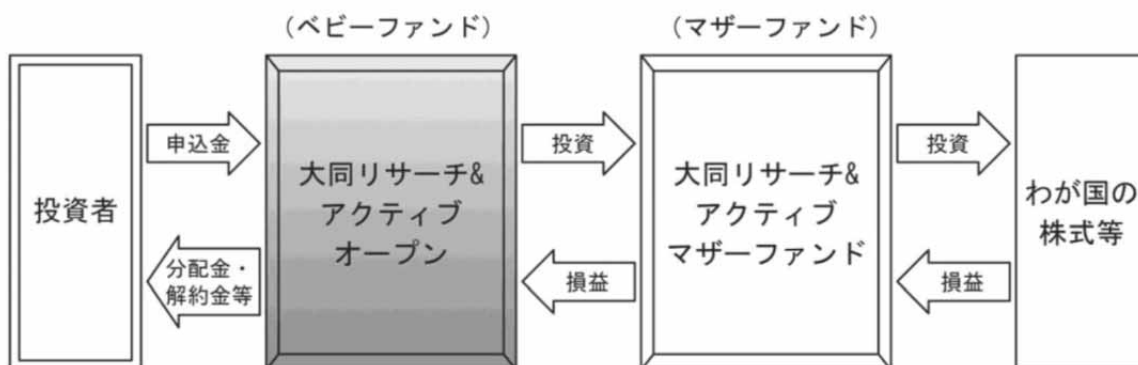 (ベビーファンド)
(マザーファンド)
投資者
申込金
分配金・
解約金等
大同リサーチ&
アクティブ
オープン
投資
損益
大同リサーチ&
アクティブ
マザーファンド
投資
損益
わが国の
株式等